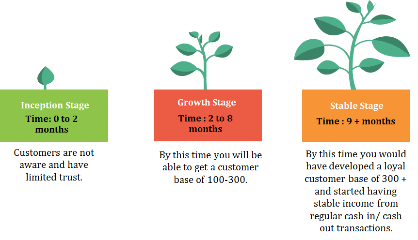 Inception Stage
Time: 0 to 2
months
Customers are not
aware and have
limited trust.
Growth Stage
Time : 2 to 8
months
By this time you will be
able to get a customer
base of 100-300.
Stable Stage
Time : 9 + months
By this time you would
have developed a loyal
customer base of 300 +
and started having
stable income from
regular cash in/ cash
out transactions.